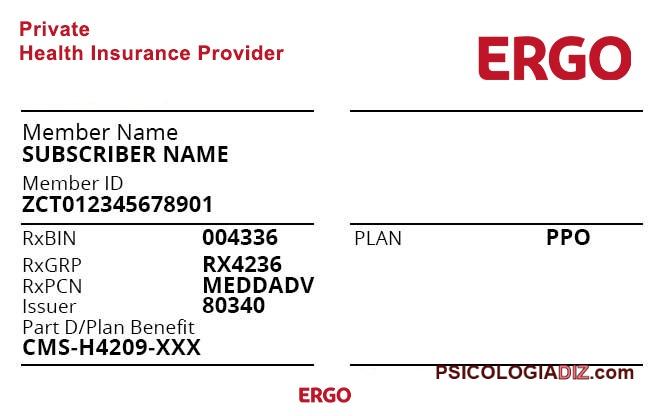 Private
Health Insurance Provider
ERGO
Member Name
SUBSCRIBER NAME
Member ID
ZCT012345678901
RxBIN 004336
PLAN PPO
RxGRP RX4236
RxPCN MEDDADV
Issuer 80340
Part D/Plan Benefit
CMS-H4209-XXX
PSICOLOGIADIZ.com
ERGO